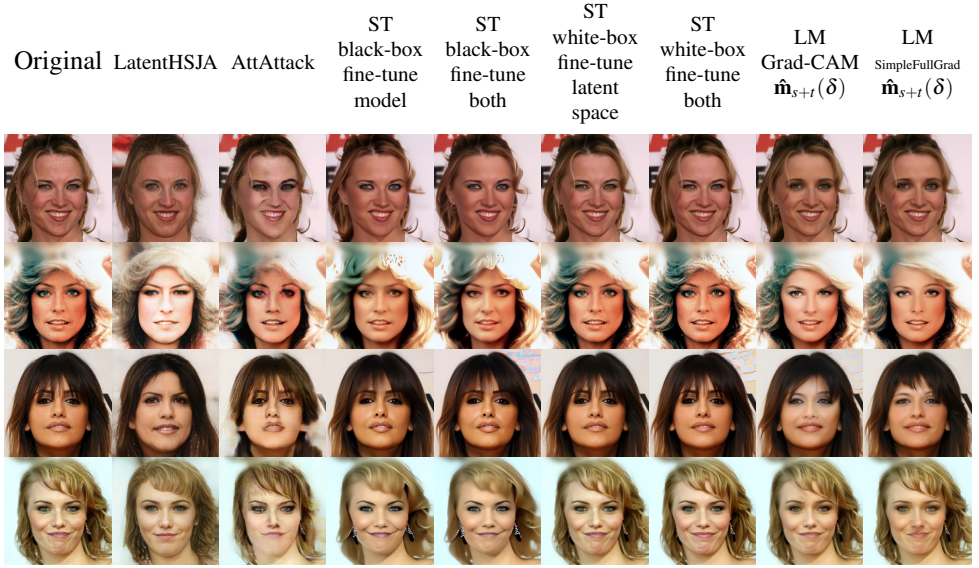 Original
LatentHSJA
AttAttack
ST
black-box
fine-tune
model
ST
black-box
fine-tune
both
ST
white-box
fine-tune
latent
space
ST
white-box
fine-tune
both
LM
Grad-CAM
m̂ₛ₊ₜ(δ)
LM
SimpleFullGrad
m̂ₛ₊ₜ(δ)